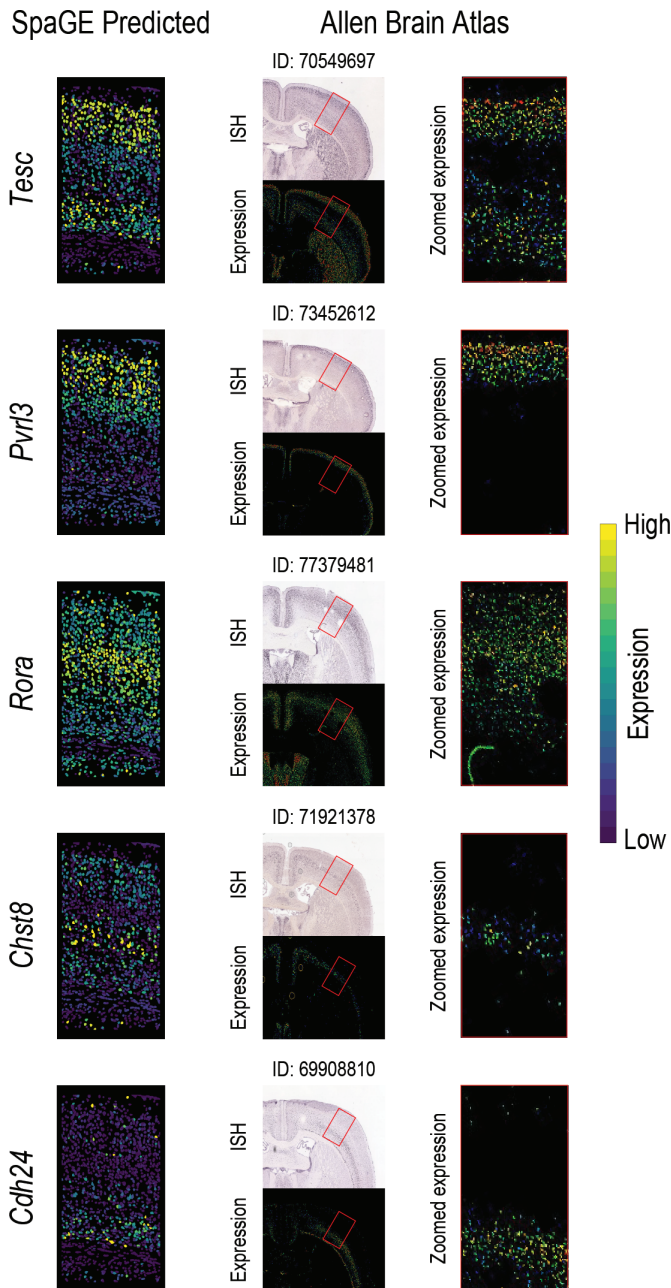 SpaGE Predicted
Allen Brain Atlas
Tesc
ID: 70549697
ISH
Expression
Zoomed expression
Pvrl3
ID: 73452612
ISH
Expression
Zoomed expression
Rora
ID: 77379481
ISH
Expression
Zoomed expression
High
Expression
Low
Chst8
ID: 71921378
ISH
Expression
Zoomed expression
Cdh24
ID: 69908810
ISH
Expression
Zoomed expression